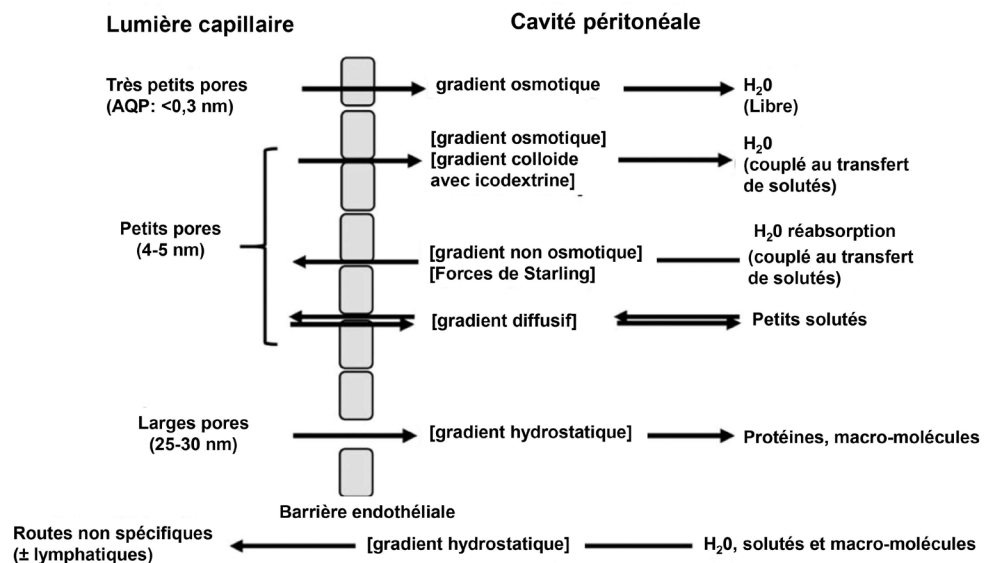 Lumière capillaire
Cavité péritonéale
Très petits pores
(AQP: <0,3 nm)
gradient osmotique
H₂0
(Libre)
[gradient osmotique]
[gradient colloide
avec icodextrine]
H₂0
(couplé au transfert
de solutés)
Petits pores
(4-5 nm)
[gradient non osmotique]
[Forces de Starling]
H₂0 réabsorption
(couplé au transfert
de solutés)
[gradient diffusif]
Petits solutés
Larges pores
(25-30 nm)
[gradient hydrostatique]
Protéines, macro-molécules
Barrière endothéliale
Routes non spécifiques
(± lymphatiques)
[gradient hydrostatique]
H₂0, solutés et macro-molécules